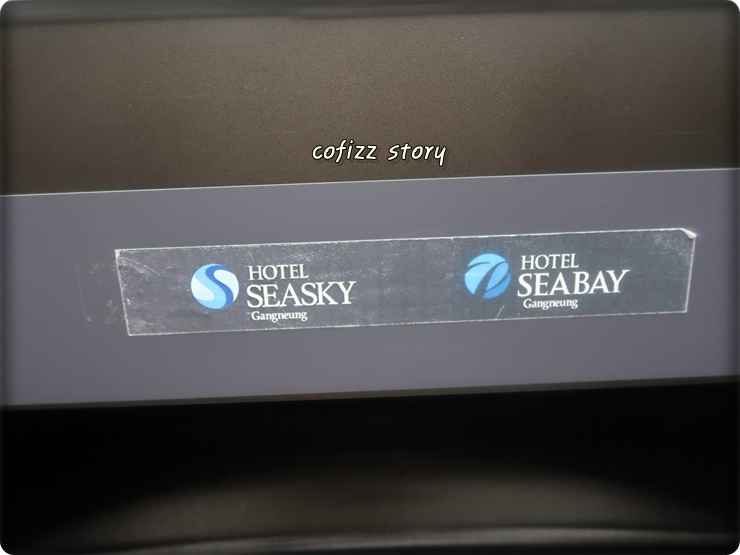 cofizz story
HOTEL
SEASKY
Gangneung
HOTEL
SEABAY
Gangneung